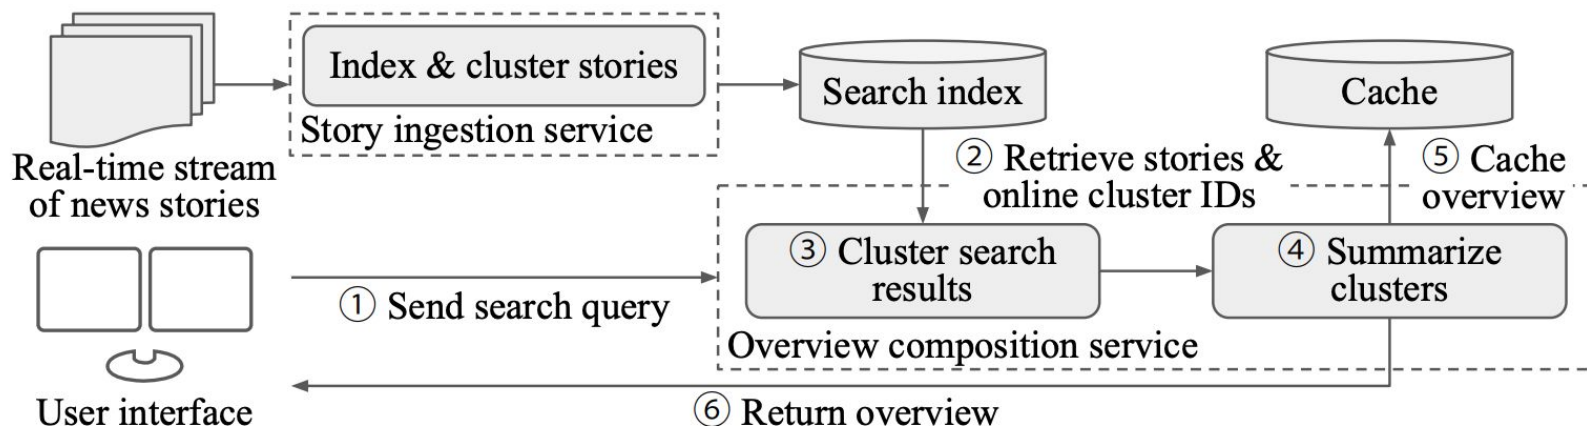 Index & cluster stories
Story ingestion service
Search index
Cache
Real-time stream
of news stories
② Retrieve stories &
online cluster IDs
⑤ Cache
overview
③ Cluster search
results
④ Summarize
clusters
① Send search query
Overview composition service
User interface
⑥ Return overview